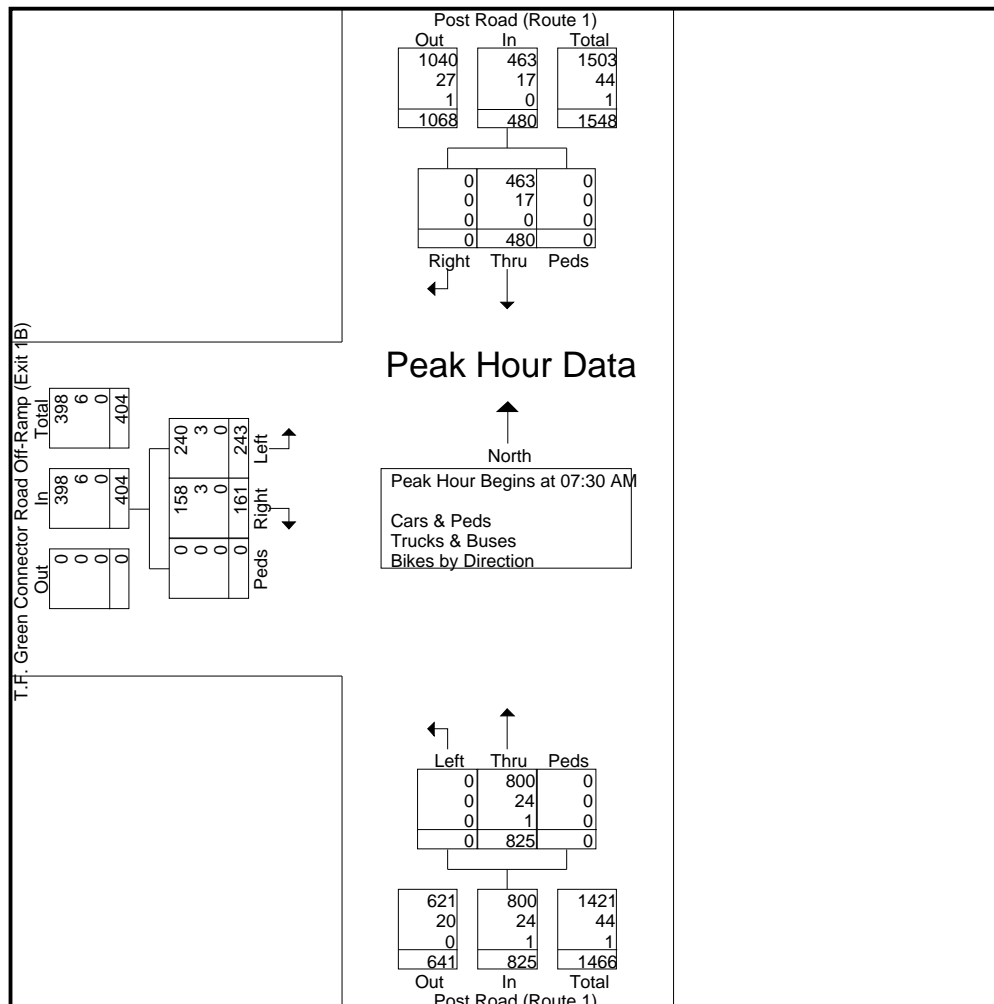 Post Road (Route 1)
Out In Total
1040 463 1503
27 17 44
1 0 1
1068 480 1548
0 463 0
0 17 0
0 0 0
0 480 0
Right Thru Peds
Peak Hour Data
North
Peak Hour Begins at 07:30 AM
Cars & Peds
Trucks & Buses
Bikes by Direction
T.F. Green Connector Road Off-Ramp (Exit 1B)
Out In Total
0 398 398
0 6 6
0 0 0
0 404 404
0 158 240
0 3 3
0 0 0
0 161 243
Peds Right Left
Left Thru Peds
0 800 0
0 24 0
0 1 0
0 825 0
621 800 1421
20 24 44
0 1 1
641 825 1466
Out In Total
Post Road (Route 1)